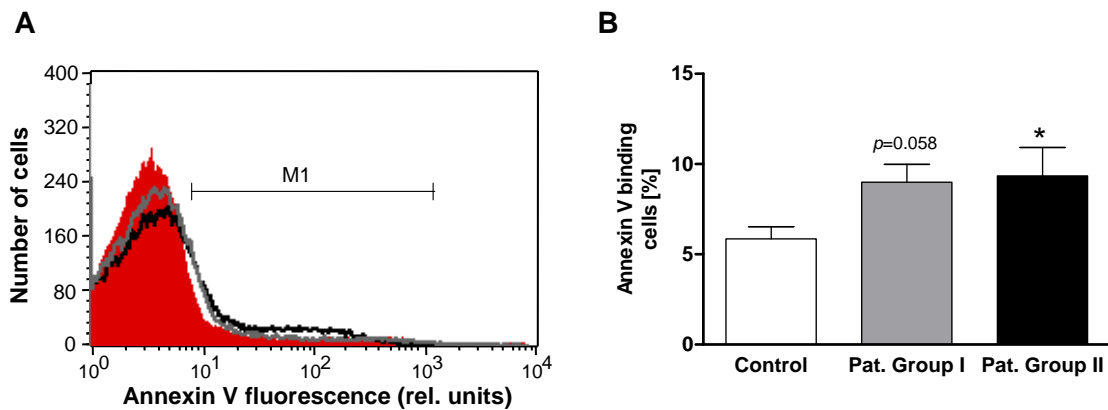 A
Number of cells
400
320
240
160
80
0
M1
10^0 10^1 10^2 10^3 10^4
Annexin V fluorescence (rel. units)
B
Annexin V binding
cells [%]
15
10
5
0
p=0.058
*
Control Pat. Group I Pat. Group II